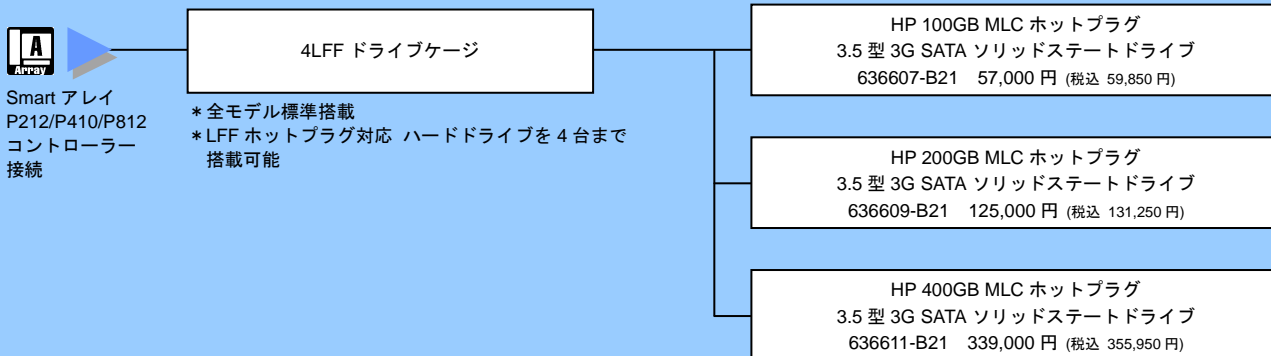 A
Array
Smart アレイ
P212/P410/P812
コントローラー
接続
4LFF ドライブケージ
*全モデル標準搭載
*LFF ホットプラグ対応 ハードドライブを 4 台まで
搭載可能
HP 100GB MLC ホットプラグ
3.5 型 3G SATA ソリッドステートドライブ
636607-B21 57,000 円 (税込 59,850 円)
HP 200GB MLC ホットプラグ
3.5 型 3G SATA ソリッドステートドライブ
636609-B21 125,000 円 (税込 131,250 円)
HP 400GB MLC ホットプラグ
3.5 型 3G SATA ソリッドステートドライブ
636611-B21 339,000 円 (税込 355,950 円)